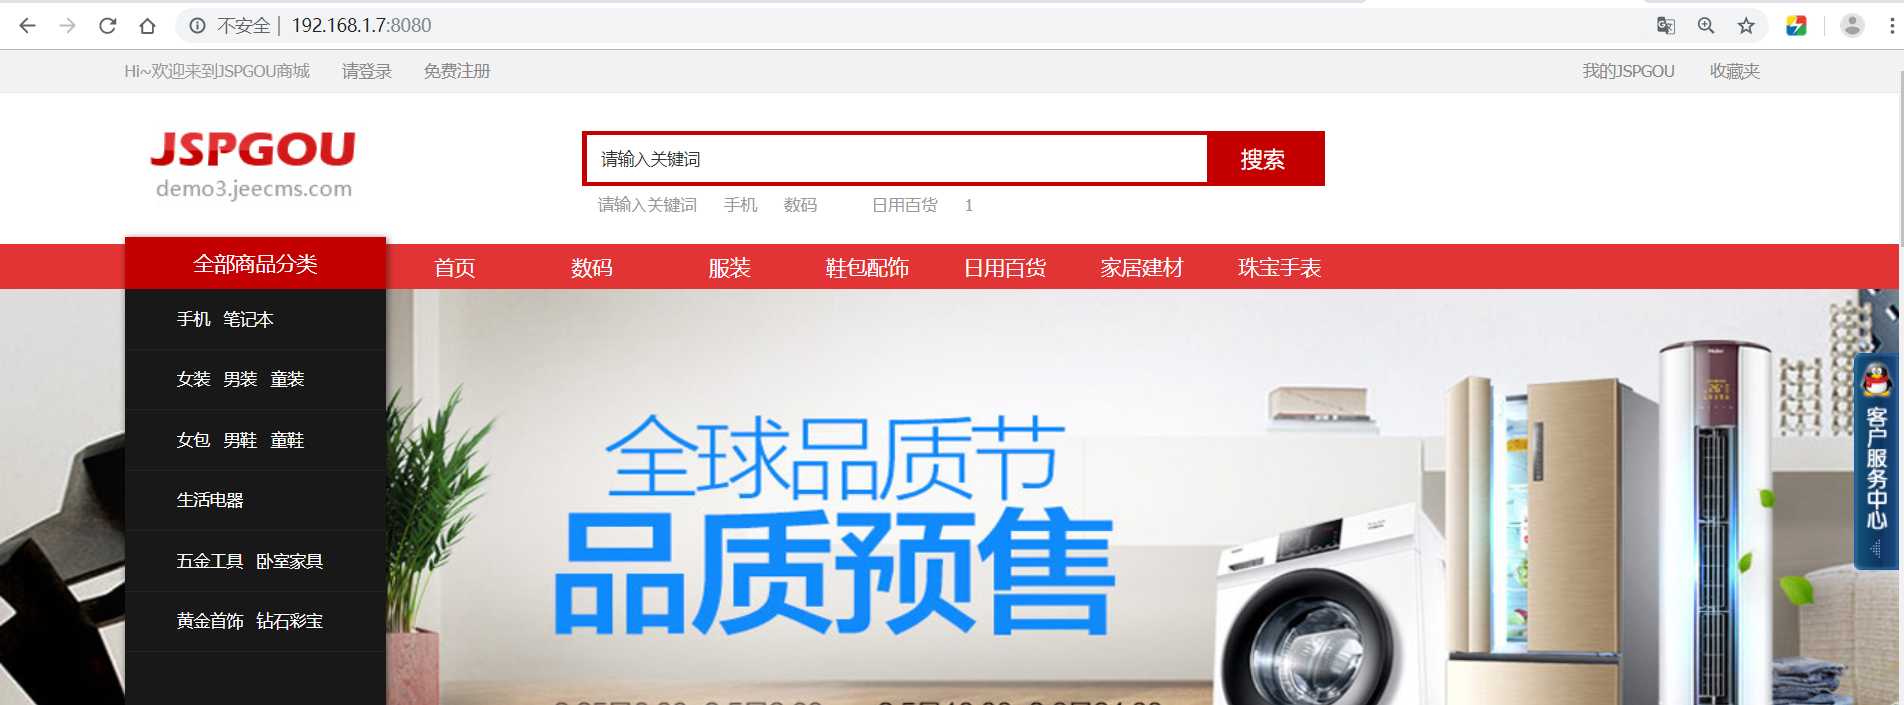 不安全 | 192.168.1.7:8080
Hi~欢迎来到JSPGOU商城 请登录 免费注册 我的JSPGOU 收藏夹
JSPGOU
demo3.jeecms.com
请输入关键词 搜索
请输入关键词 手机 数码 日用百货 1
全部商品分类 首页 数码 服装 鞋包配饰 日用百货 家居建材 珠宝手表
手机 笔记本
女装 男装 童装
女包 男鞋 童鞋
生活电器
五金工具 卧室家具
黄金首饰 钻石彩宝
全球品质节
品质预售
客户服务中心